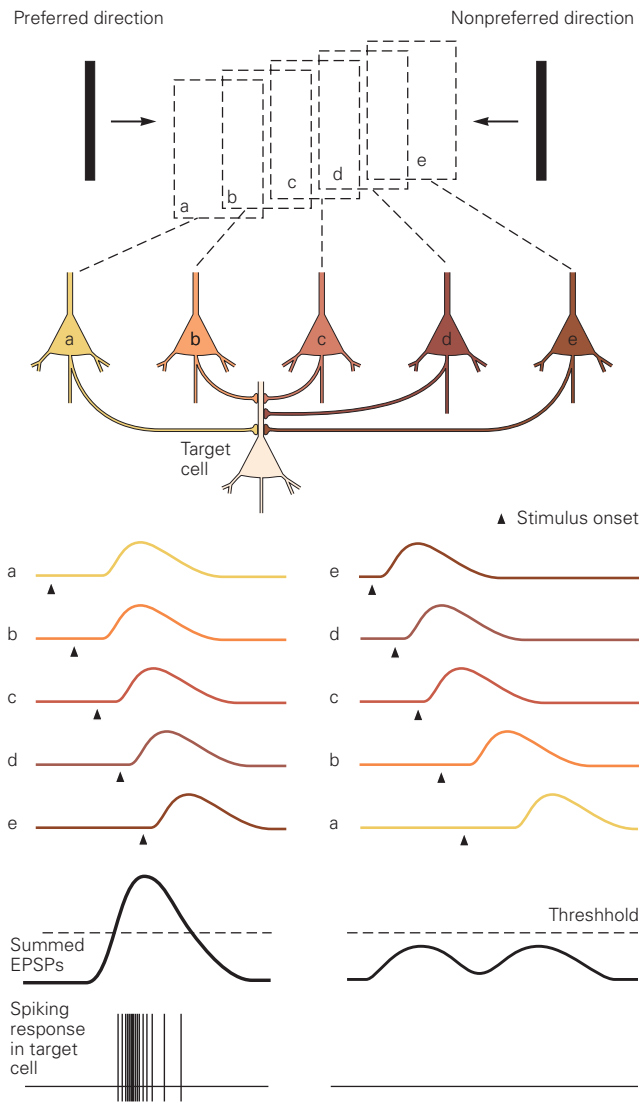 Preferred direction
Nonpreferred direction
a
b
c
d
e
a
b
c
d
e
Target
cell
▲ Stimulus onset
a
e
b
d
c
c
d
b
e
a
Threshhold
Summed
EPSPs
Spiking
response
in target
cell